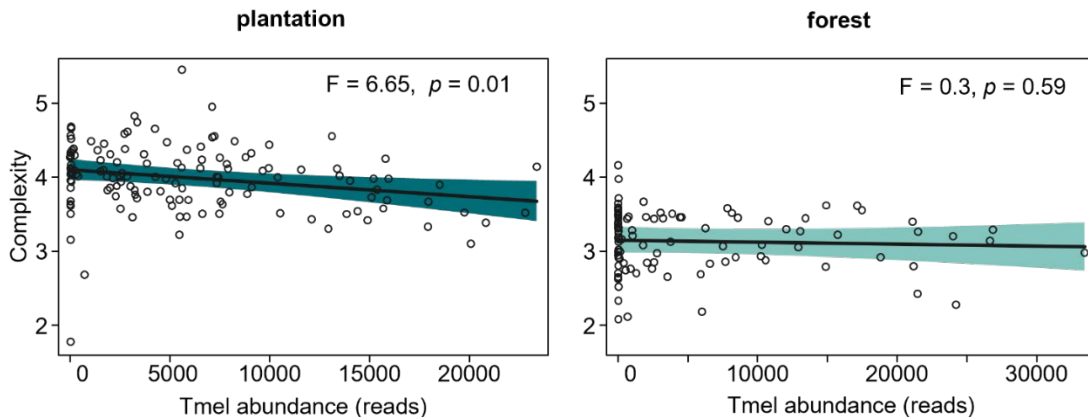 plantation
F = 6.65, p = 0.01
Complexity
5
4
3
2
0 5000 10000 15000 20000
Tmel abundance (reads)
forest
F = 0.3, p = 0.59
5
4
3
2
0 10000 20000 30000
Tmel abundance (reads)